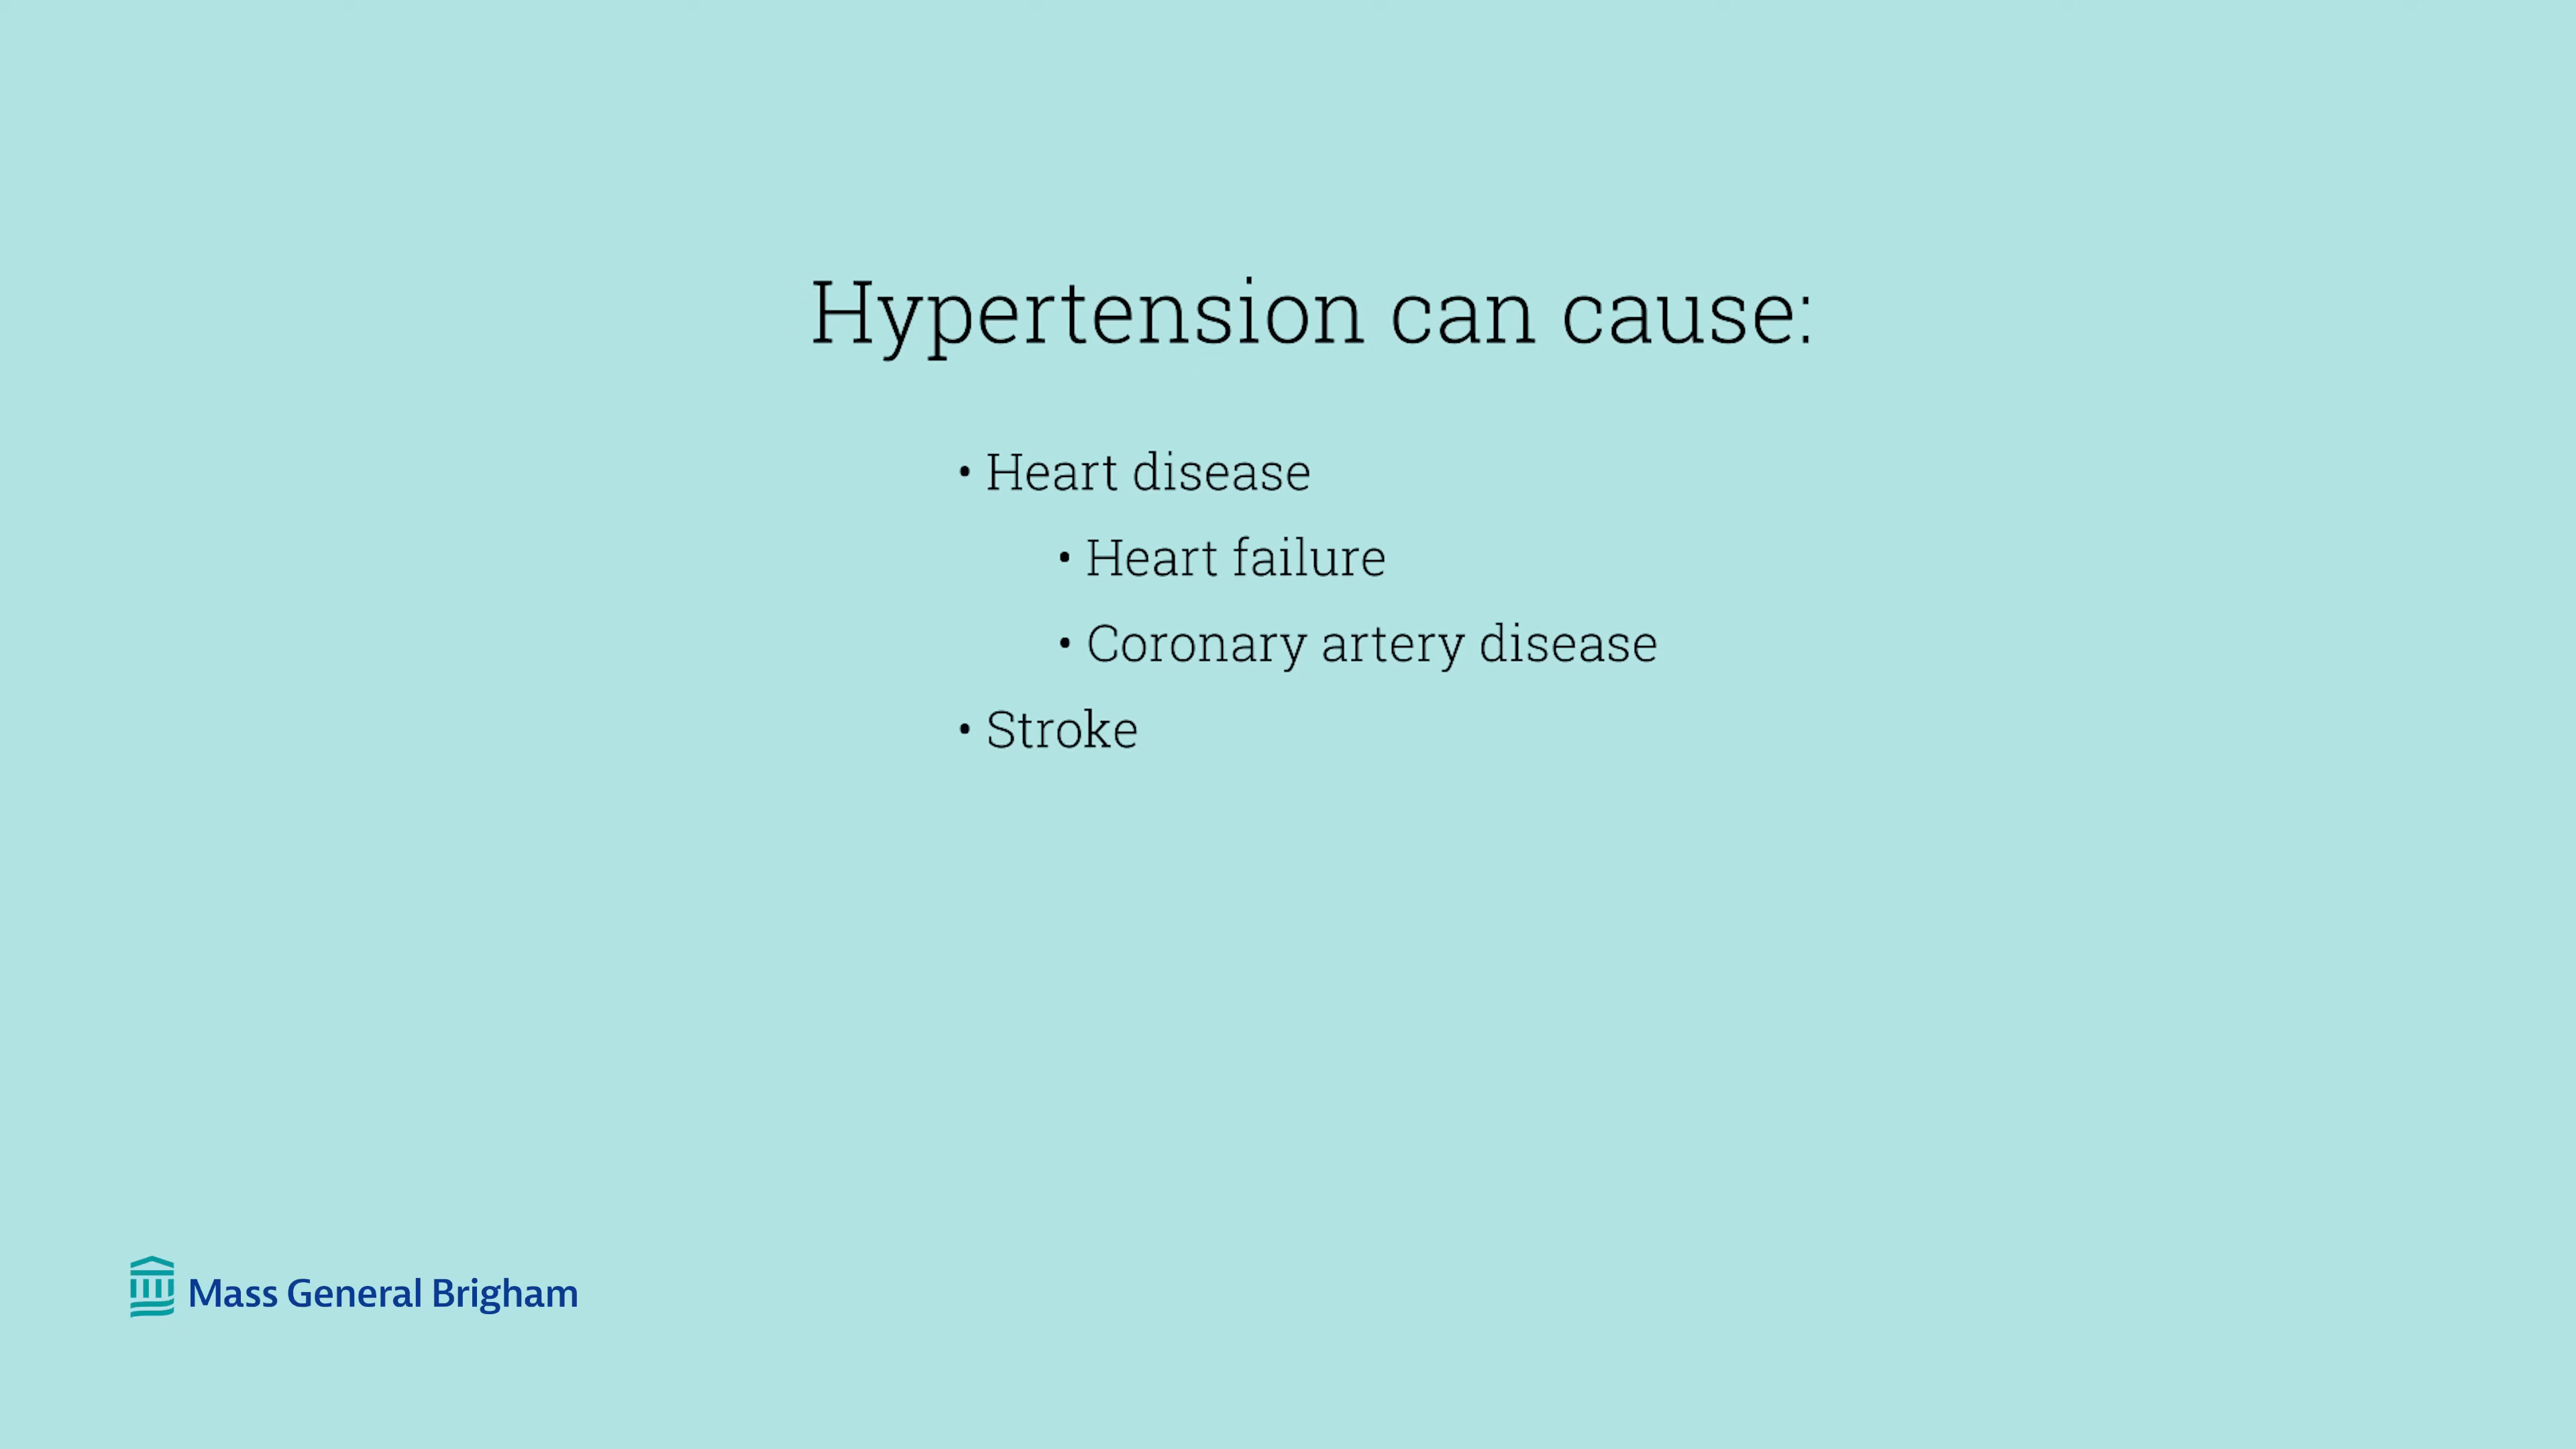 Hypertension can cause:
• Heart disease
• Heart failure
• Coronary artery disease
• Stroke
Mass General Brigham